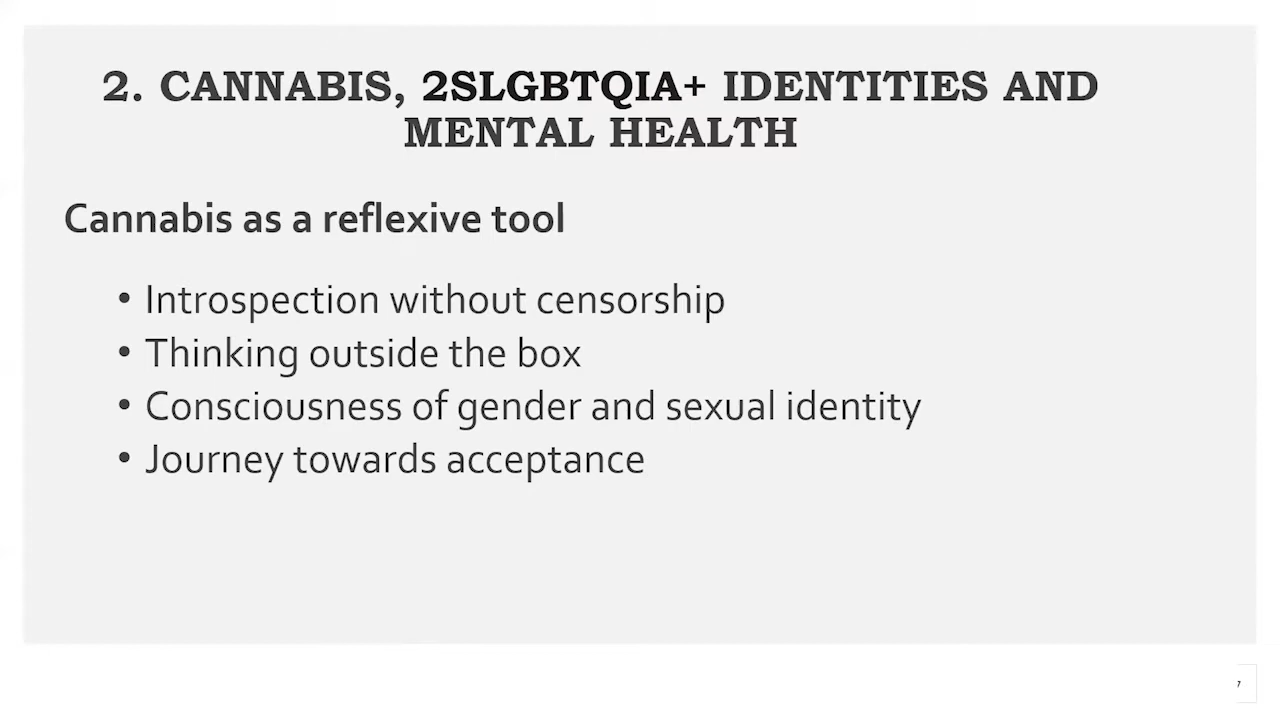 2. CANNABIS, 2SLGBTQIA+ IDENTITIES AND
MENTAL HEALTH
Cannabis as a reflexive tool
• Introspection without censorship
• Thinking outside the box
• Consciousness of gender and sexual identity
• Journey towards acceptance
7